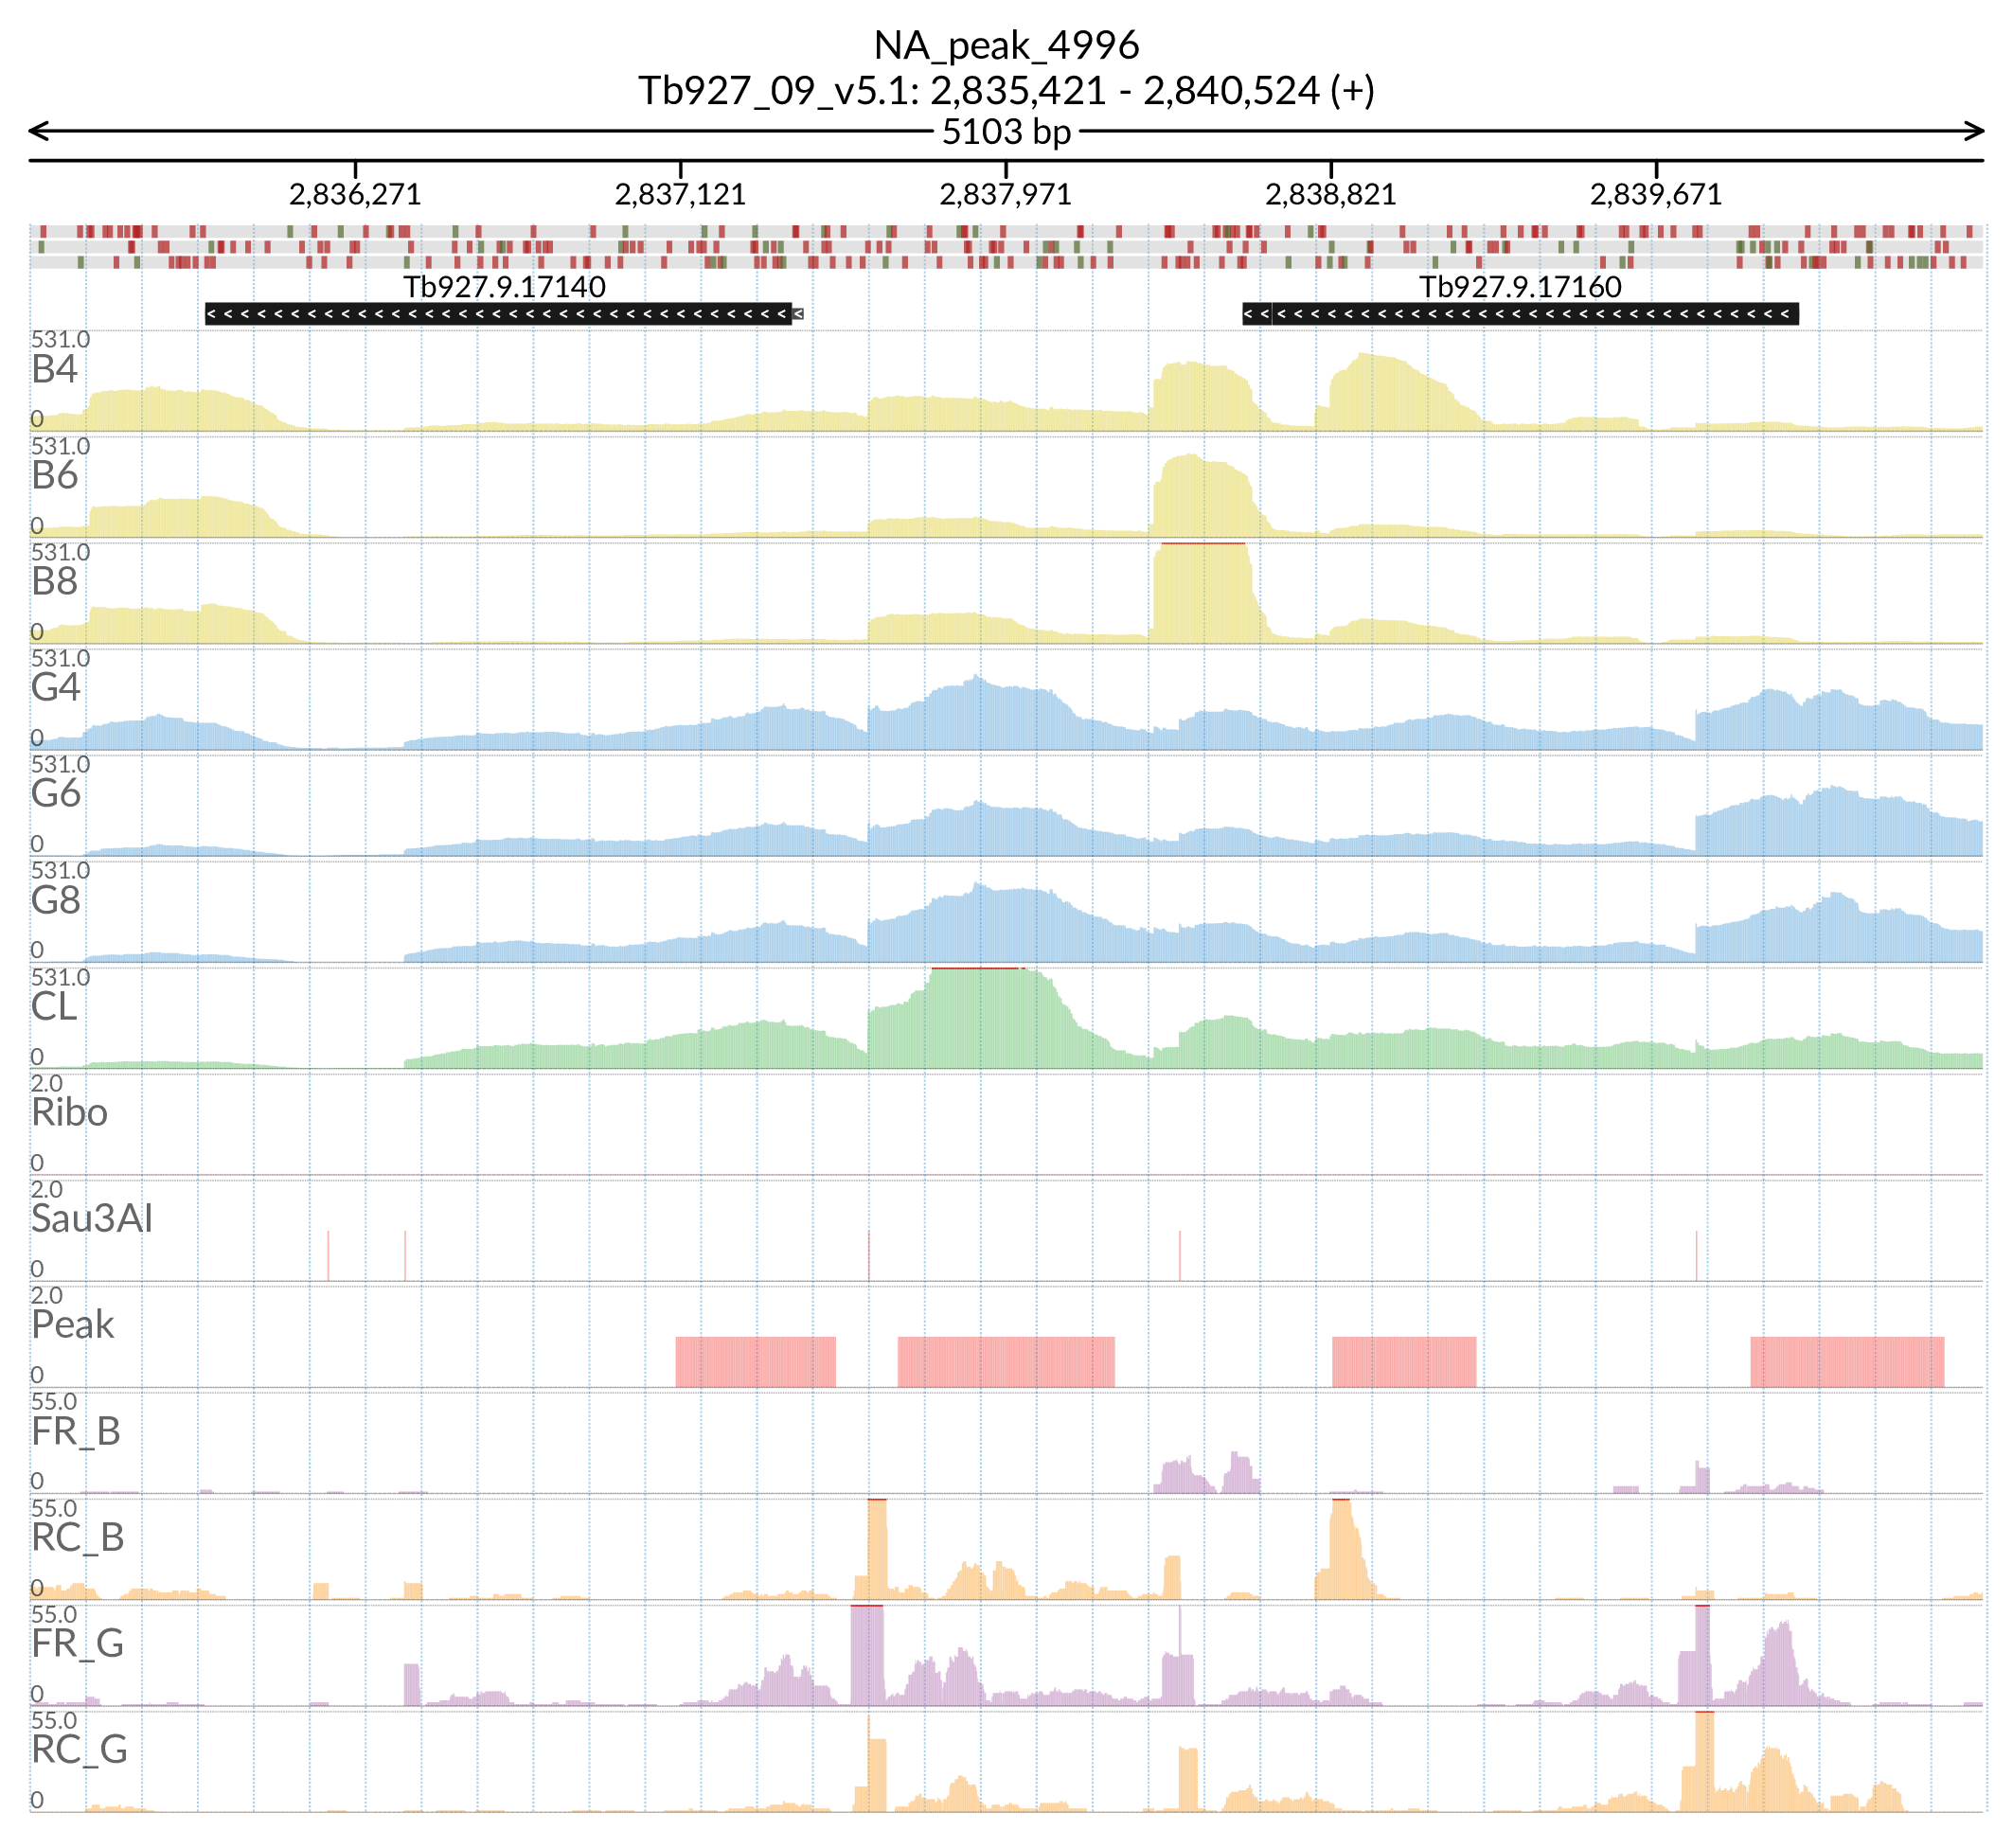 NA_peak_4996
Tb927_09_v5.1: 2,835,421 - 2,840,524 (+)
5103 bp
2,836,271 2,837,121 2,837,971 2,838,821 2,839,671
Tb927.9.17140 Tb927.9.17160
531.0
B4
0
531.0
B6
0
531.0
B8
0
531.0
G4
0
531.0
G6
0
531.0
G8
0
531.0
CL
0
2.0
Ribo
0
2.0
Sau3AI
0
2.0
Peak
0
55.0
FR_B
0
55.0
RC_B
0
55.0
FR_G
0
55.0
RC_G
0